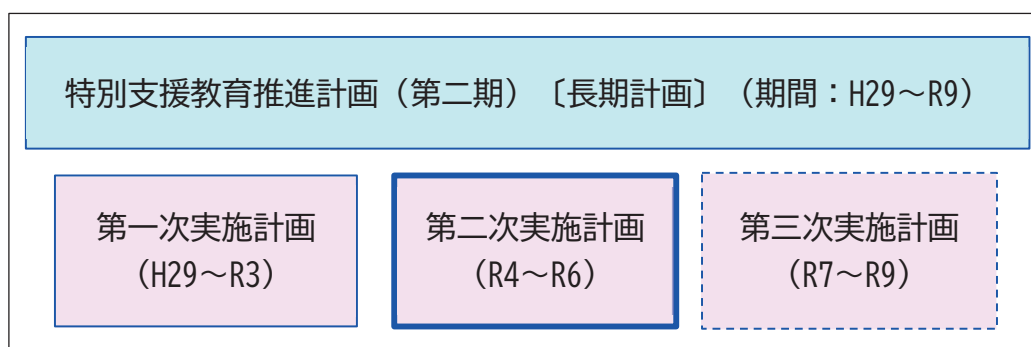 特別支援教育推進計画（第二期）〔長期計画〕（期間：H29～R9）
第一次実施計画
（H29～R3）
第二次実施計画
（R4～R6）
第三次実施計画
（R7～R9）